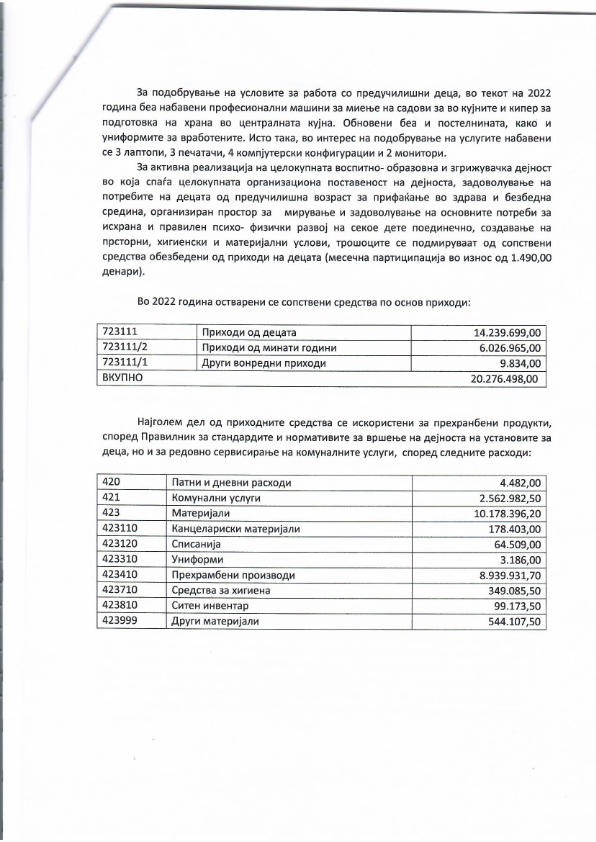 За подобрување на условите за работа со предучилишни деца, во текот на 2022
година беа набавени професионални машини за миење на садови за во кујните и кипер за
подготовка на храна во централната кујна. Обновени беа и постелнината, како и
униформите за вработените. Исто така, во интерес на подобрување на услугите набавени
се 3 лаптопи, 3 печатачи, 4 компјутерски конфигурации и 2 монитори.
За активна реализација на целокупната воспитно- образовна и згрижувачка дејност
во која спаѓа целокупната организациона поставеност на дејноста, задоволување на
потребите на децата од предучилишна возраст за прифаќање во здрава и безбедна
средина, организиран простор за мирување и задоволување на основните потреби за
исхрана и правилен психо- физички развој на секое дете поединечно, создавање на
прсторни, хигиенски и материјални услови, трошоците се подмируваат од сопствени
средства обезбедени од приходи на децата (месечна партиципација во износ од 1.490,00
денари).
Во 2022 година остварени се сопствени средства по основ приходи:
723111 Приходи од децата 14.239.699,00
723111/2 Приходи од минати години 6.026.965,00
723111/1 Други вонредни приходи 9.834,00
ВКУПНО 20.276.498,00
Најголем дел од приходните средства се искористени за прехранбени продукти,
според Правилник за стандардите и нормативите за вршење на дејноста на установите за
деца, но и за редовно сервисирање на комуналните услуги, според следните расходи:
420 Патни и дневни расходи 4.482,00
421 Комунални услуги 2.562.982,50
423 Материјали 10.178.396,20
423110 Канцелариски материјали 178.403,00
423120 Списанија 64.509,00
423310 Униформи 3.186,00
423410 Прехрамбени производи 8.939.931,70
423710 Средства за хигиена 349.085,50
423810 Ситен инвентар 99.173,50
423999 Други материјали 544.107,50